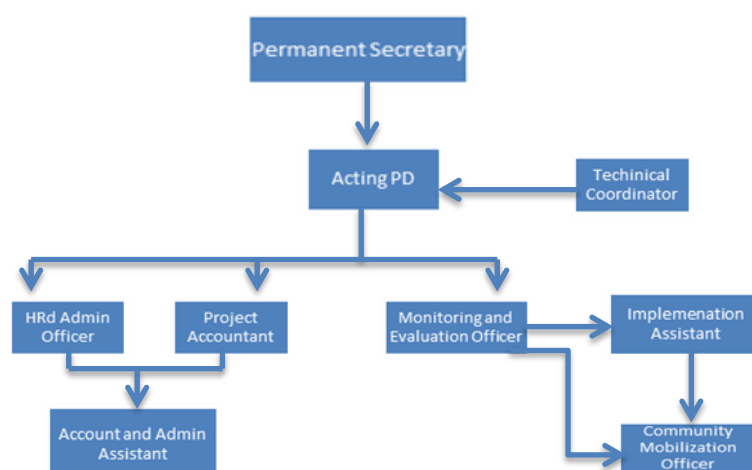 Permanent Secretary
Acting PD
Techinical
Coordinator
HRd Admin
Officer
Project
Accountant
Monitoring and
Evaluation Officer
Implemenation
Assistant
Account and Admin
Assistant
Community
Mobilization
Officer